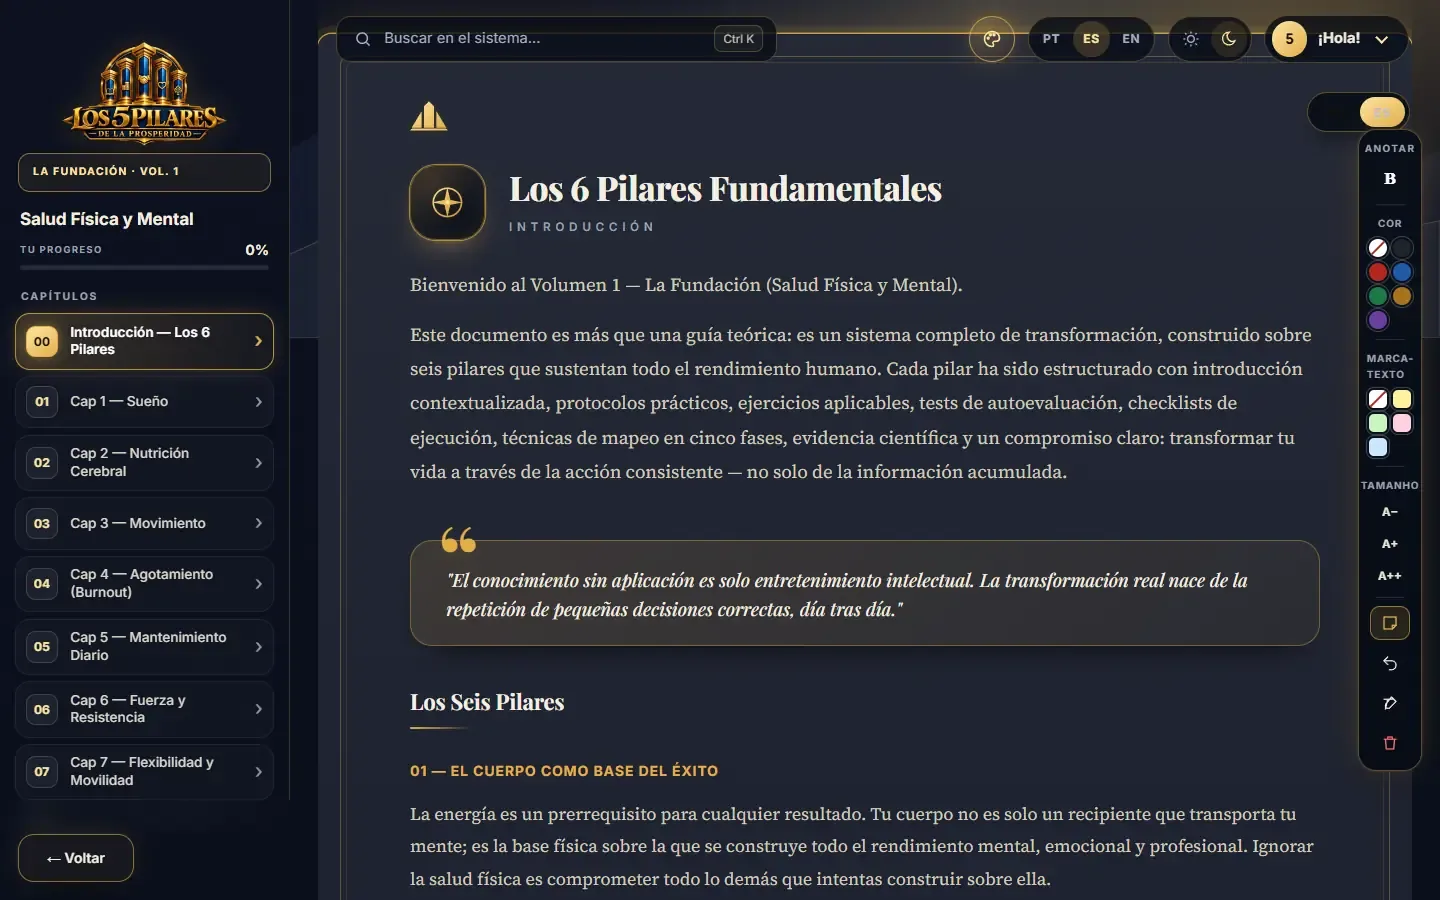 LOS 5 PILARES
DE LA PROSPERIDAD
LA FUNDACIÓN · VOL. 1
Salud Física y Mental
TU PROGRESO
0%
CAPÍTULOS
00
Introducción — Los 6
Pilares
01
Cap 1 — Sueño
02
Cap 2 — Nutrición
Cerebral
03
Cap 3 — Movimiento
04
Cap 4 — Agotamiento
(Burnout)
05
Cap 5 — Mantenimiento
Diario
06
Cap 6 — Fuerza y
Resistencia
07
Cap 7 — Flexibilidad y
Movilidad
← Voltar
Buscar en el sistema...
Ctrl K
PT
ES
EN
5
¡Hola!
Los 6 Pilares Fundamentales
INTRODUCCIÓN
Bienvenido al Volumen 1 — La Fundación (Salud Física y Mental).
Este documento es más que una guía teórica: es un sistema completo de transformación, construido sobre
seis pilares que sustentan todo el rendimiento humano. Cada pilar ha sido estructurado con introducción
contextualizada, protocolos prácticos, ejercicios aplicables, tests de autoevaluación, checklists de
ejecución, técnicas de mapeo en cinco fases, evidencia científica y un compromiso claro: transformar tu
vida a través de la acción consistente — no solo de la información acumulada.
"El conocimiento sin aplicación es solo entretenimiento intelectual. La transformación real nace de la
repetición de pequeñas decisiones correctas, día tras día."
Los Seis Pilares
01 — EL CUERPO COMO BASE DEL ÉXITO
La energía es un prerrequisito para cualquier resultado. Tu cuerpo no es solo un recipiente que transporta tu
mente; es la base física sobre la que se construye todo el rendimiento mental, emocional y profesional. Ignorar
la salud física es comprometer todo lo demás que intentas construir sobre ella.
ANOTAR
B
COR
MARCA-
TEXTO
TAMANHO
A−
A+
A++